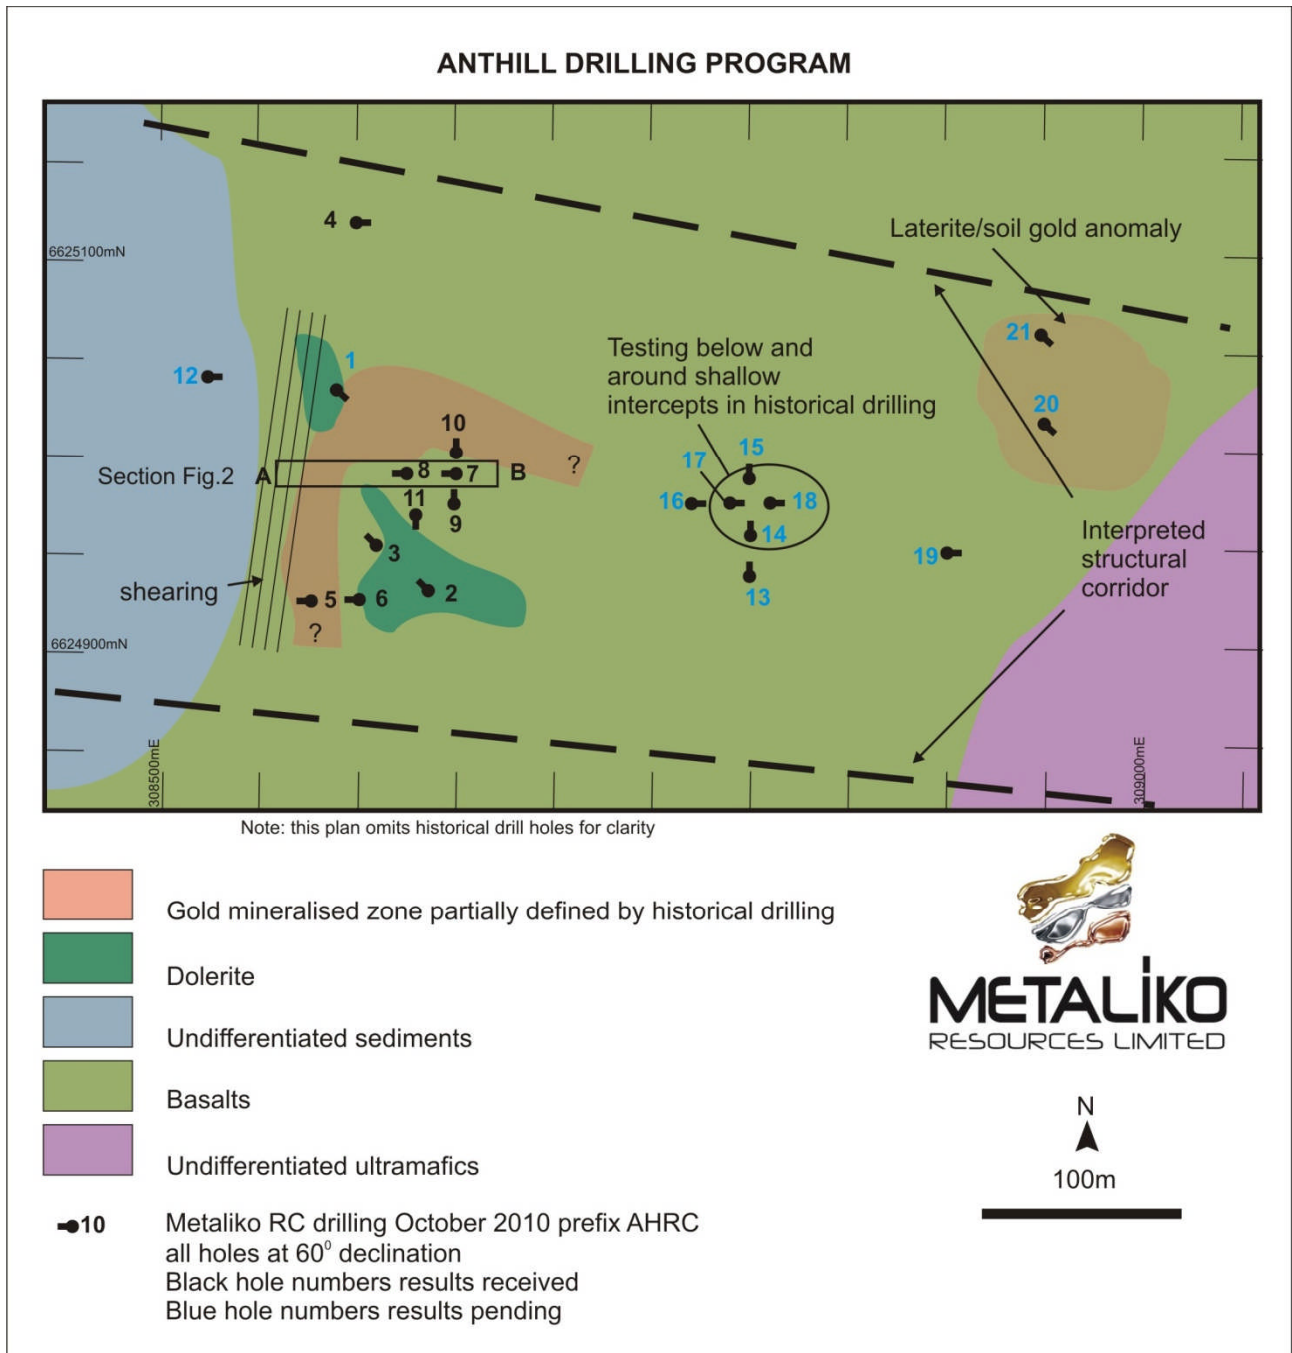 ANTHILL DRILLING PROGRAM
4
6625100mN
Laterite/soil gold anomaly
21
Testing below and
around shallow
intercepts in historical drilling
1
12
20
10
15
17
Section Fig.2
A
8
7
B
?
16
18
11
9
14
Interpreted
structural
corridor
3
19
shearing
5
6
2
13
?
6624900mN
308500mE
309000mE
Note: this plan omits historical drill holes for clarity
Gold mineralised zone partially defined by historical drilling
Dolerite
Undifferentiated sediments
Basalts
Undifferentiated ultramafics
10
Metaliko RC drilling October 2010 prefix AHRC
all holes at 60⁰ declination
Black hole numbers results received
Blue hole numbers results pending
METALiKO
RESOURCES LIMITED
N
100m